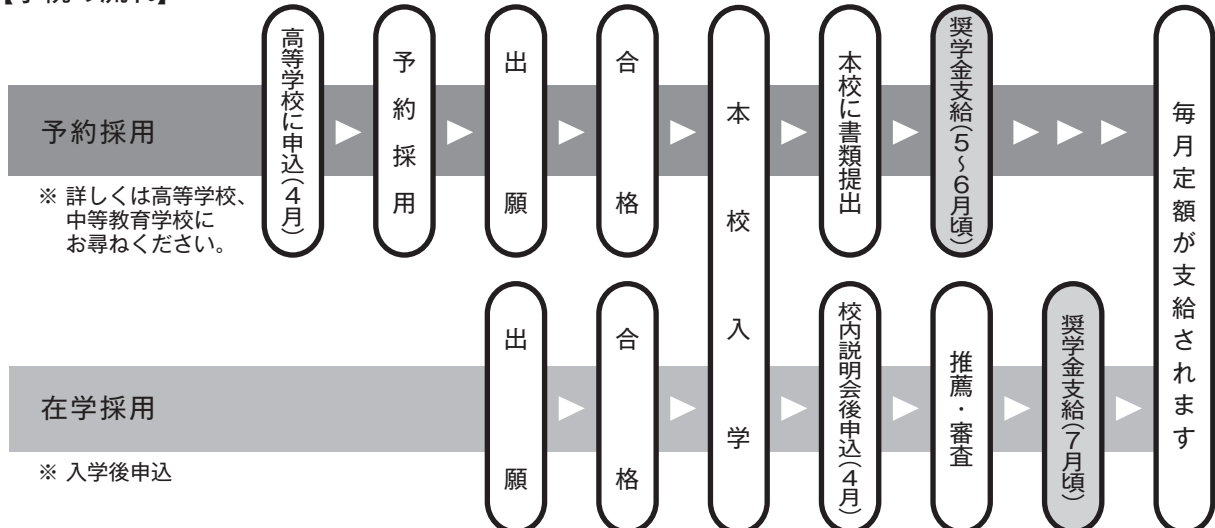 【手続の流れ】
予約採用
※ 詳しくは高等学校、
中等教育学校に
お尋ねください。
高等学校に申込(4月)
予約採用
出願
合格
本校入学
本校に書類提出
奨学金支給(5~6月頃)
毎月定額が支給されます
在学採用
※ 入学後申込
出願
合格
校内説明会後申込(4月)
推薦・審査
奨学金支給(7月頃)